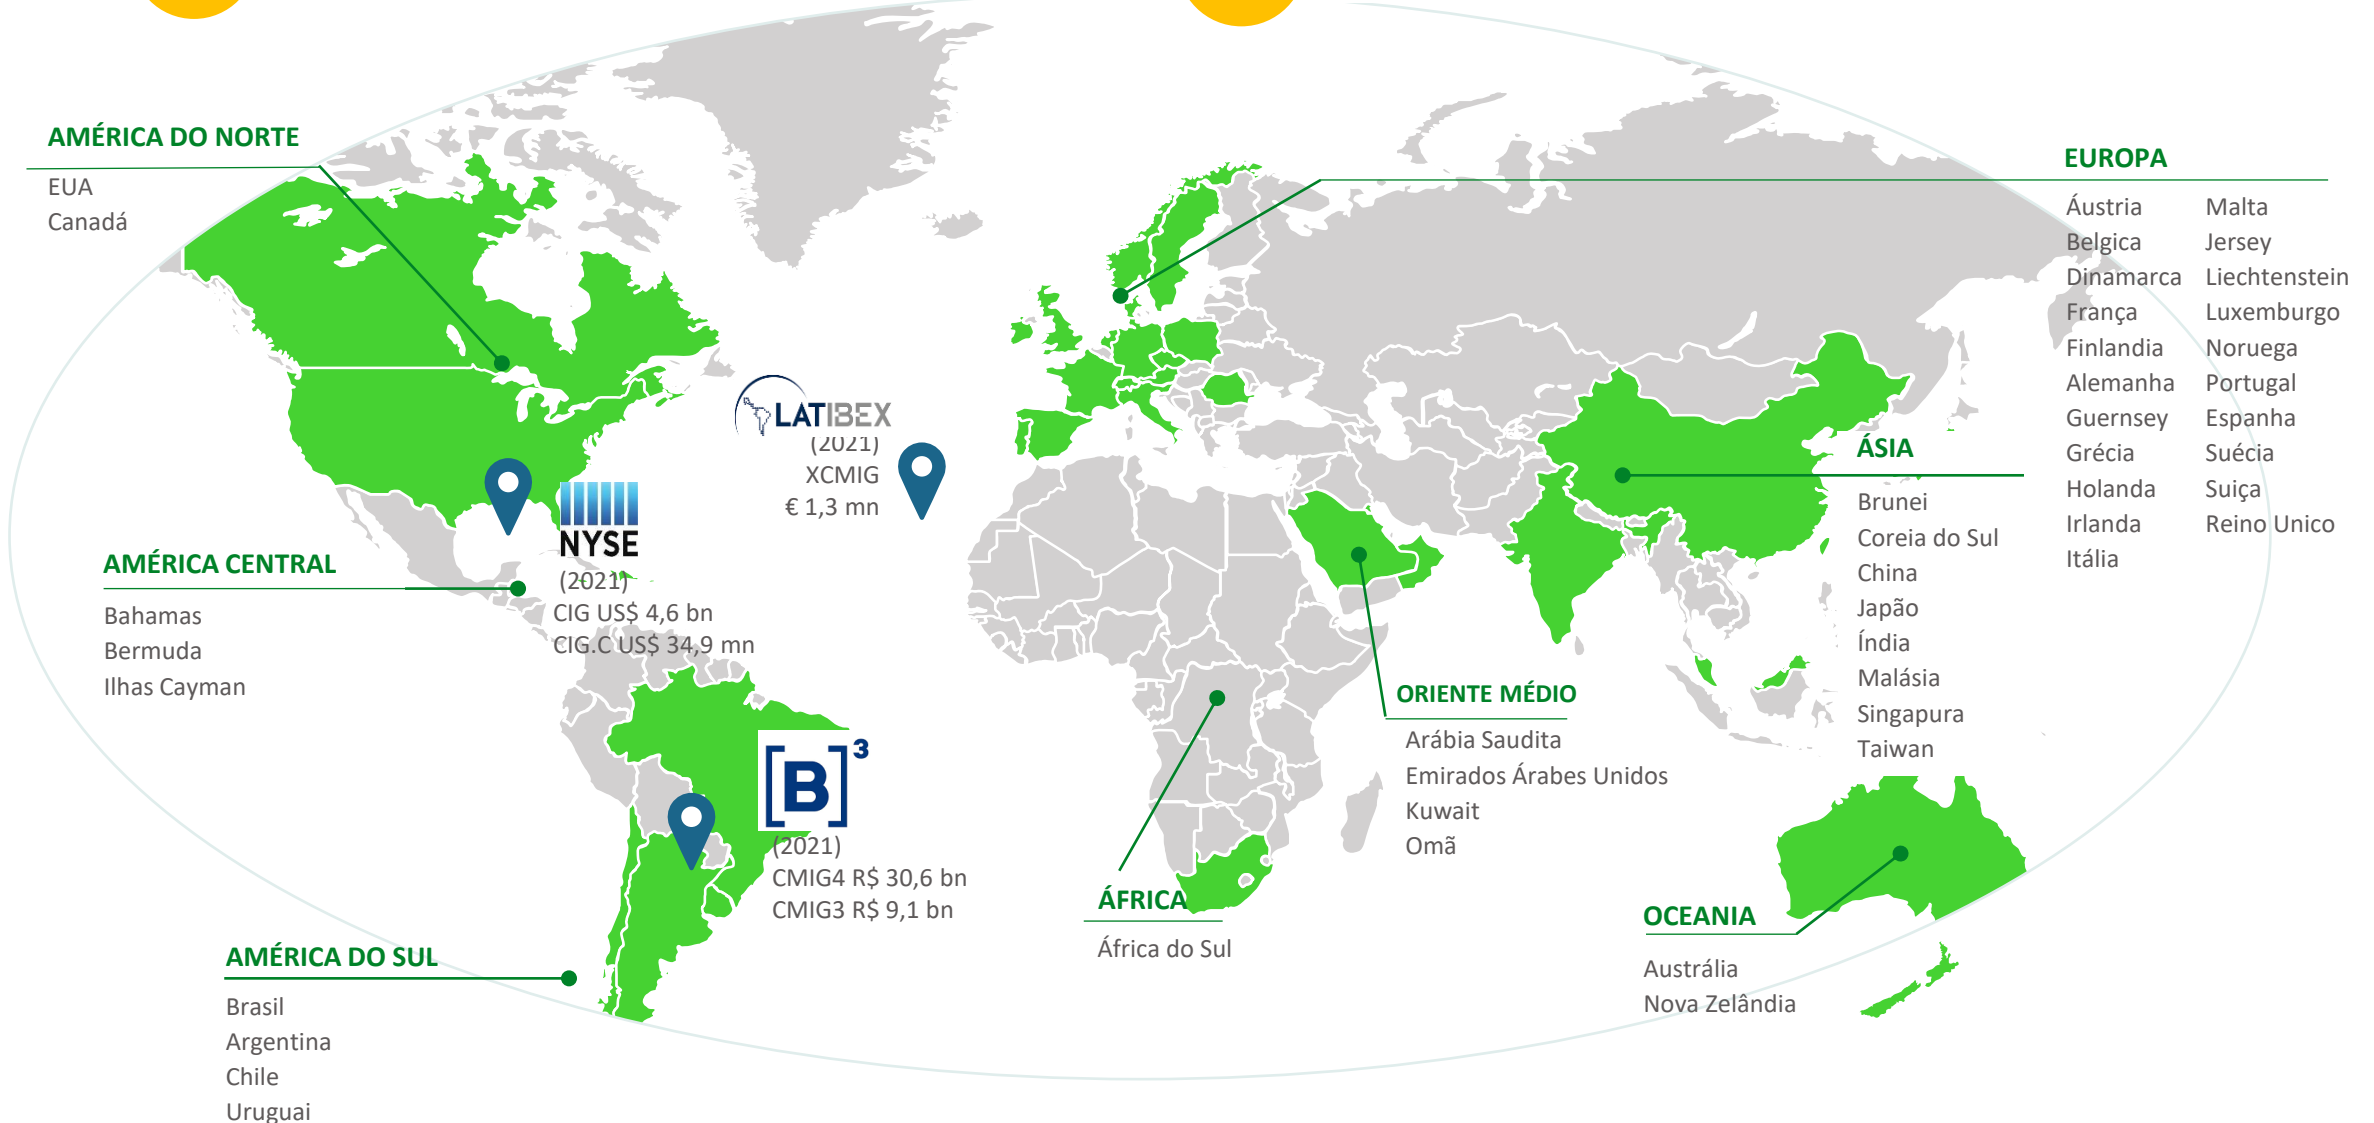 AMÉRICA DO NORTE
EUA
Canadá
EUROPA
Áustria
Belgica
Dinamarca
França
Finlandia
Alemanha
Guernsey
Grécia
Holanda
Irlanda
Itália
Malta
Jersey
Liechtenstein
Luxemburgo
Noruega
Portugal
Espanha
Suécia
Suiça
Reino Unico
LATIBEX
(2021)
XCMIG
€ 1,3 mn
NYSE
(2021)
CIG US$ 4,6 bn
CIG.C US$ 34,9 mn
AMÉRICA CENTRAL
Bahamas
Bermuda
Ilhas Cayman
ÁSIA
Brunei
Coreia do Sul
China
Japão
Índia
Malásia
Singapura
Taiwan
ORIENTE MÉDIO
Arábia Saudita
Emirados Árabes Unidos
Kuwait
Omã
[B]³
(2021)
CMIG4 R$ 30,6 bn
CMIG3 R$ 9,1 bn
ÁFRICA
África do Sul
OCEANIA
Austrália
Nova Zelândia
AMÉRICA DO SUL
Brasil
Argentina
Chile
Uruguai